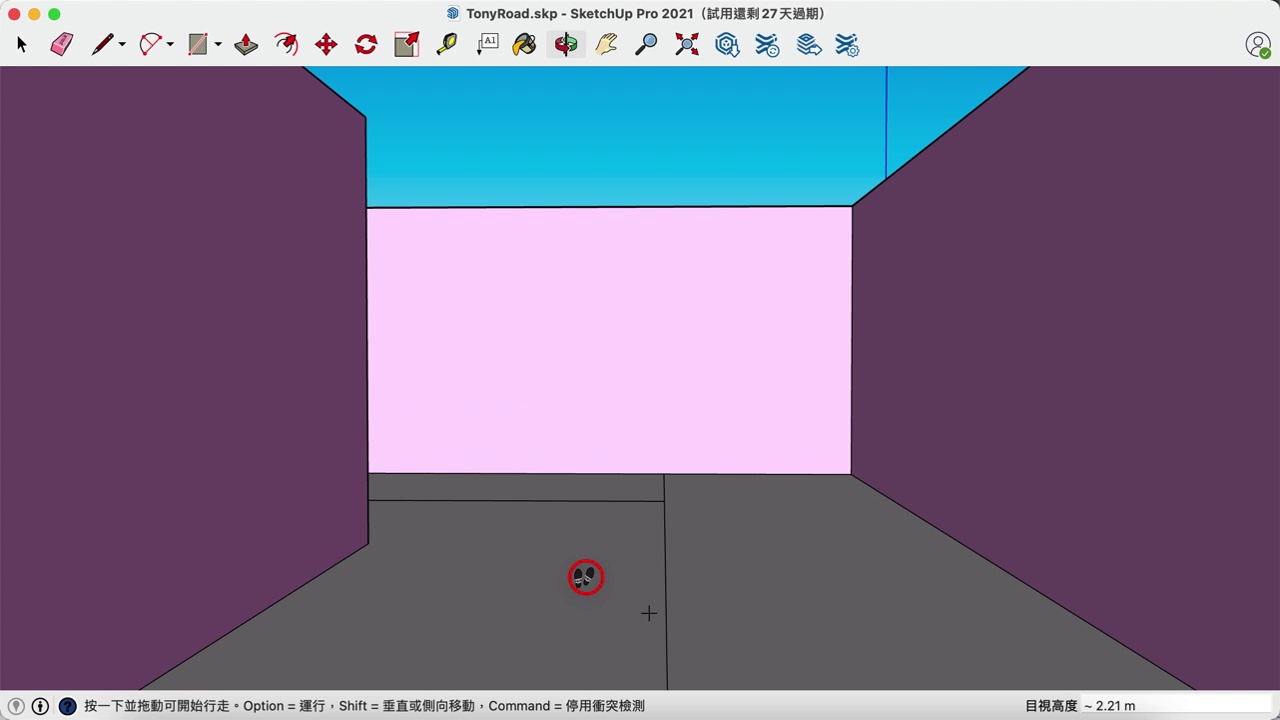 TonyRoad.skp - SketchUp Pro 2021（試用還剩 27 天過期）
A1
按一下並拖動可開始行走。Option = 運行，Shift = 垂直或側向移動，Command = 停用衝突檢測
目視高度 ~ 2.21 m